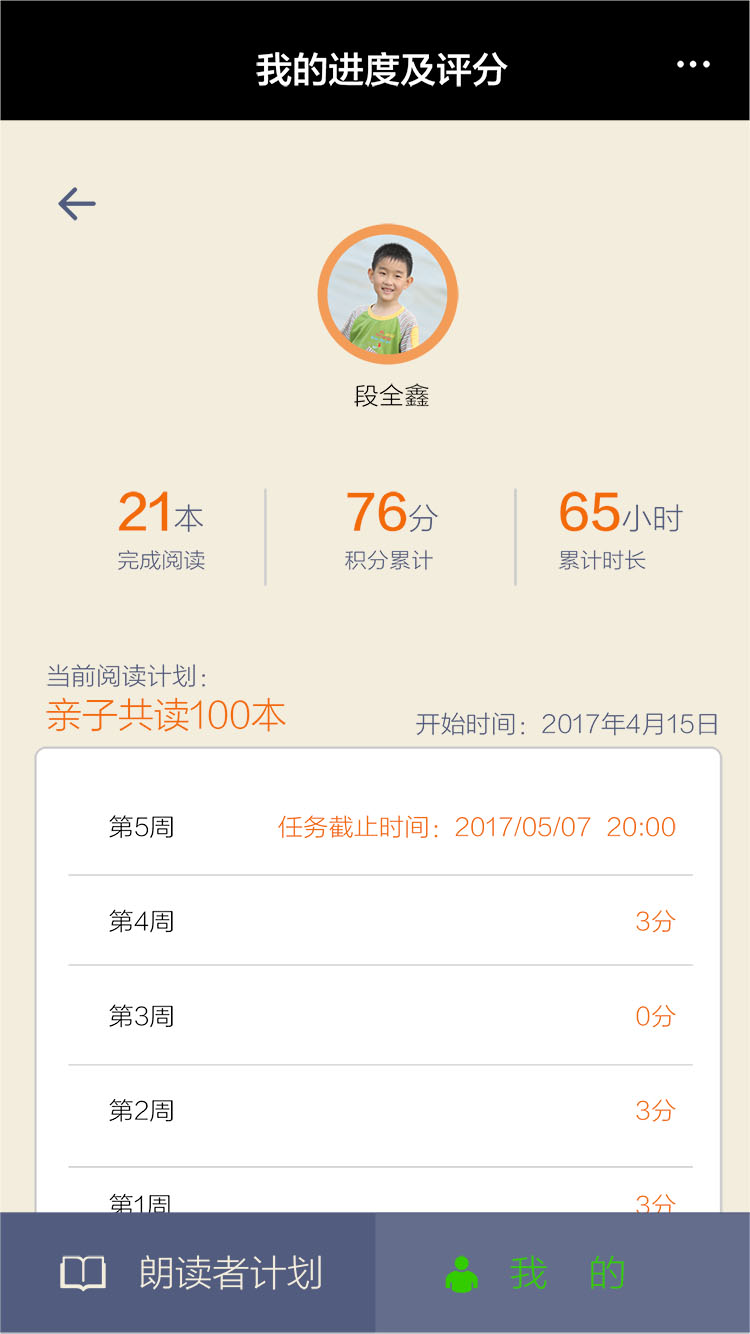 我的进度及评分
段全鑫
21本 76分 65小时
完成阅读 积分累计 累计时长
当前阅读计划：
亲子共读100本
开始时间：2017年4月15日
第5周 任务截止时间：2017/05/07 20:00
第4周 3分
第3周 0分
第2周 3分
第1周 3分
朗读者计划 我 的